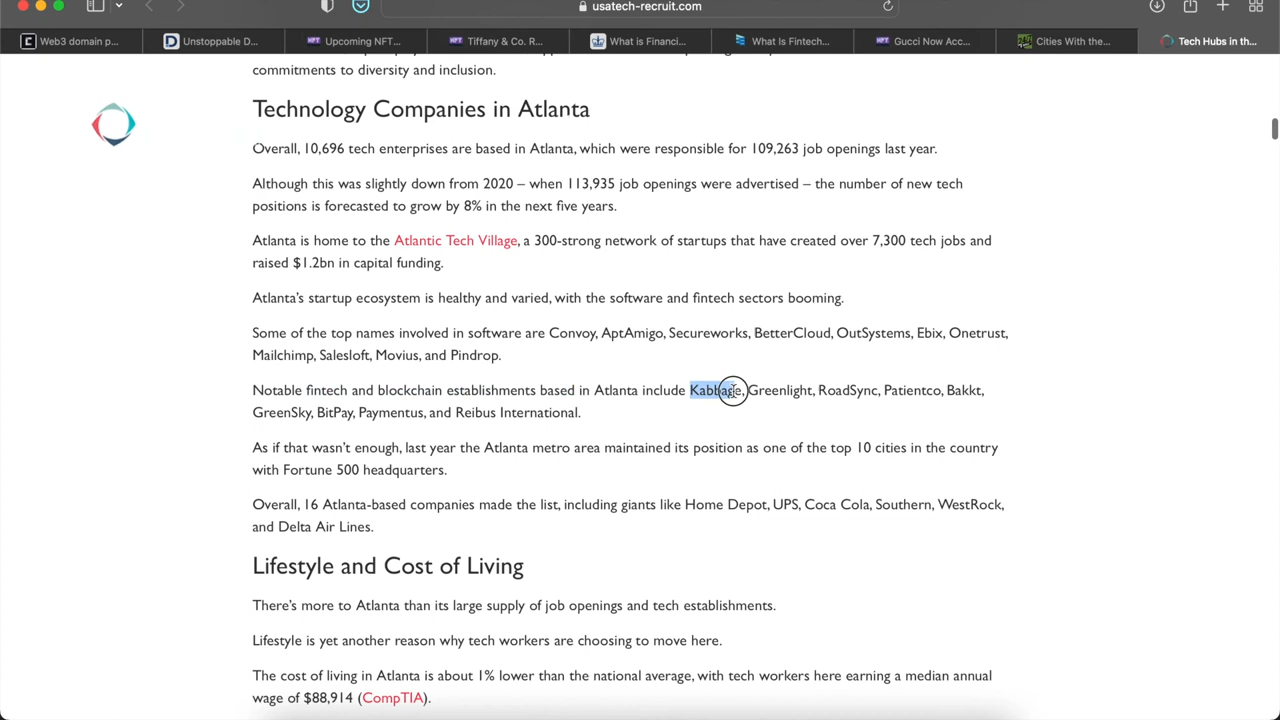 usatech-recruit.com
Web3 domain p...
Unstoppable D...
Upcoming NFT...
Tiffany & Co. R...
What is Financi...
What Is Fintech...
Gucci Now Acc...
Cities With the...
Tech Hubs in th...
commitments to diversity and inclusion.
Technology Companies in Atlanta
Overall, 10,696 tech enterprises are based in Atlanta, which were responsible for 109,263 job openings last year.
Although this was slightly down from 2020 – when 113,935 job openings were advertised – the number of new tech
positions is forecasted to grow by 8% in the next five years.
Atlanta is home to the Atlantic Tech Village, a 300-strong network of startups that have created over 7,300 tech jobs and
raised $1.2bn in capital funding.
Atlanta's startup ecosystem is healthy and varied, with the software and fintech sectors booming.
Some of the top names involved in software are Convoy, AptAmigo, Secureworks, BetterCloud, OutSystems, Ebix, Onetrust,
Mailchimp, Salesloft, Movius, and Pindrop.
Notable fintech and blockchain establishments based in Atlanta include Kabbage, Greenlight, RoadSync, Patientco, Bakkt,
GreenSky, BitPay, Paymentus, and Reibus International.
As if that wasn't enough, last year the Atlanta metro area maintained its position as one of the top 10 cities in the country
with Fortune 500 headquarters.
Overall, 16 Atlanta-based companies made the list, including giants like Home Depot, UPS, Coca Cola, Southern, WestRock,
and Delta Air Lines.
Lifestyle and Cost of Living
There's more to Atlanta than its large supply of job openings and tech establishments.
Lifestyle is yet another reason why tech workers are choosing to move here.
The cost of living in Atlanta is about 1% lower than the national average, with tech workers here earning a median annual
wage of $88,914 (CompTIA).